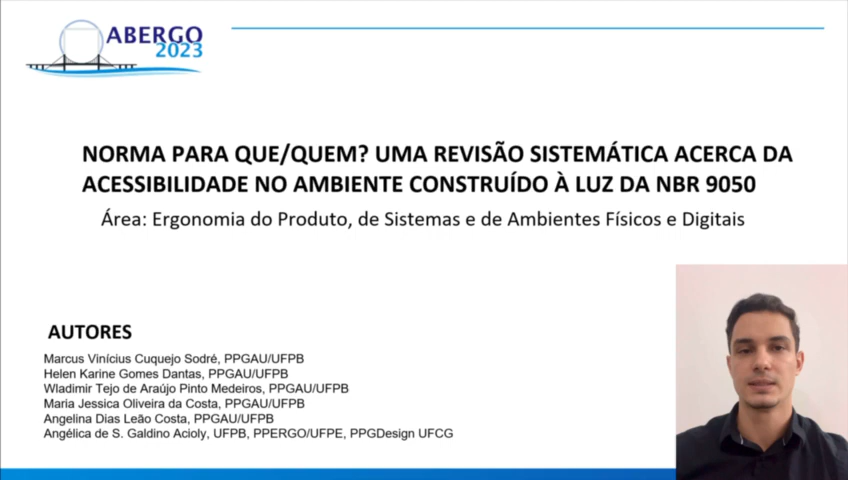 ABERGO
2023
NORMA PARA QUE/QUEM? UMA REVISÃO SISTEMÁTICA ACERCA DA
ACESSIBILIDADE NO AMBIENTE CONSTRUÍDO À LUZ DA NBR 9050
Área: Ergonomia do Produto, de Sistemas e de Ambientes Físicos e Digitais
AUTORES
Marcus Vinícius Cuquejo Sodré, PPGAU/UFPB
Helen Karine Gomes Dantas, PPGAU/UFPB
Wladimir Tejo de Araújo Pinto Medeiros, PPGAU/UFPB
Maria Jessica Oliveira da Costa, PPGAU/UFPB
Angelina Dias Leão Costa, PPGAU/UFPB
Angélica de S. Galdino Acioly, UFPB, PPERGO/UFPE, PPGDesign UFCG